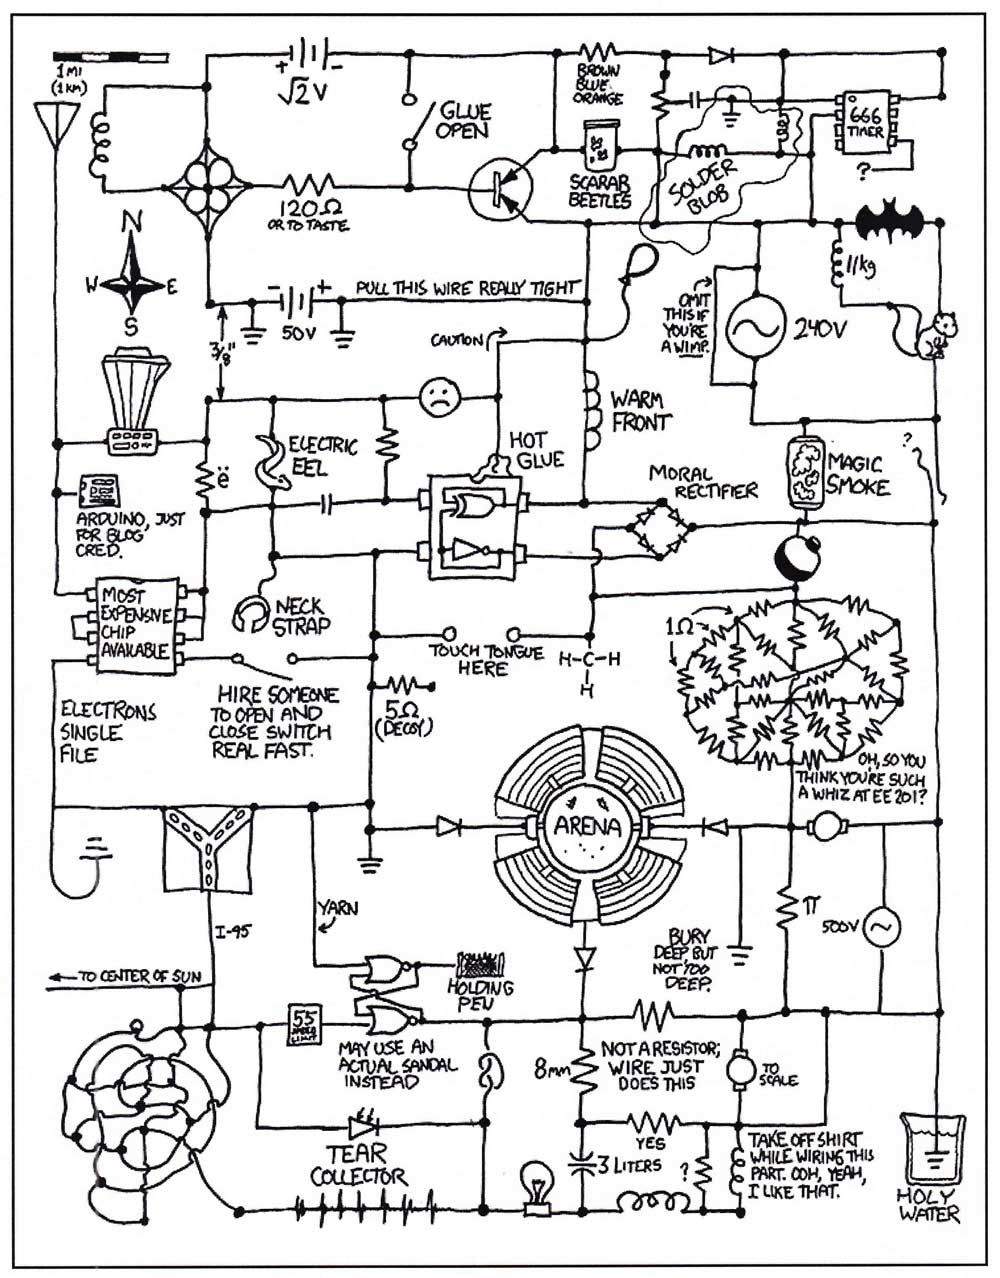 1 MI
(1 KM)
+ -
√2 V
GLUE
OPEN
BROWN
BLUE
ORANGE
666
TIMER
?
SCARAB
BEETLES
SOLDER
BLOB
120Ω
OR TO TASTE
N
W E
S
11kg
- +
50V
PULL THIS WIRE REALLY TIGHT
OMIT
THIS IF
YOU'RE
A WIMP.
240V
3/8"
CAUTION
WARM
FRONT
ELECTRIC
EEL
HOT
GLUE
ë
MORAL
RECTIFIER
MAGIC
SMOKE
?
ARDUINO, JUST
FOR BLOG
CRED.
MOST
EXPENSIVE
CHIP
AVAILABLE
NECK
STRAP
TOUCH TONGUE
HERE
H-C-H
H
1Ω
5Ω
(DECOY)
HIRE SOMEONE
TO OPEN AND
CLOSE SWITCH
REAL FAST.
ELECTRONS
SINGLE
FILE
OH, SO YOU
THINK YOU'RE SUCH
A WHIZ AT EE 201?
ARENA
YARN
I-95
π
500V
BURY
DEEP, BUT
NOT TOO
DEEP.
TO CENTER OF SUN
HOLDING
PEN
55
SPEED
LIMIT
MAY USE AN
ACTUAL SANDAL
INSTEAD
8mm
NOT A RESISTOR;
WIRE JUST
DOES THIS
TO
SCALE
TEAR
COLLECTOR
YES
3 LITERS
?
TAKE OFF SHIRT
WHILE WIRING THIS
PART. OOH, YEAH,
I LIKE THAT.
HOLY
WATER